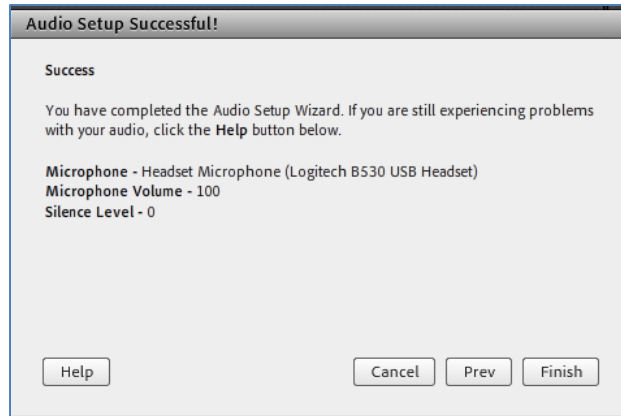 Audio Setup Successful!
Success
You have completed the Audio Setup Wizard. If you are still experiencing problems
with your audio, click the Help button below.
Microphone - Headset Microphone (Logitech B530 USB Headset)
Microphone Volume - 100
Silence Level - 0
Help Cancel Prev Finish